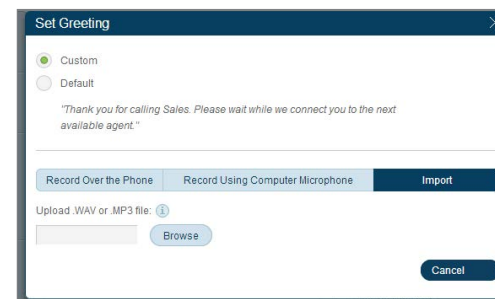 Set Greeting
Custom
Default
"Thank you for calling Sales. Please wait while we connect you to the next
available agent."
Record Over the Phone Record Using Computer Microphone Import
Upload .WAV or .MP3 file: i
Browse
Cancel